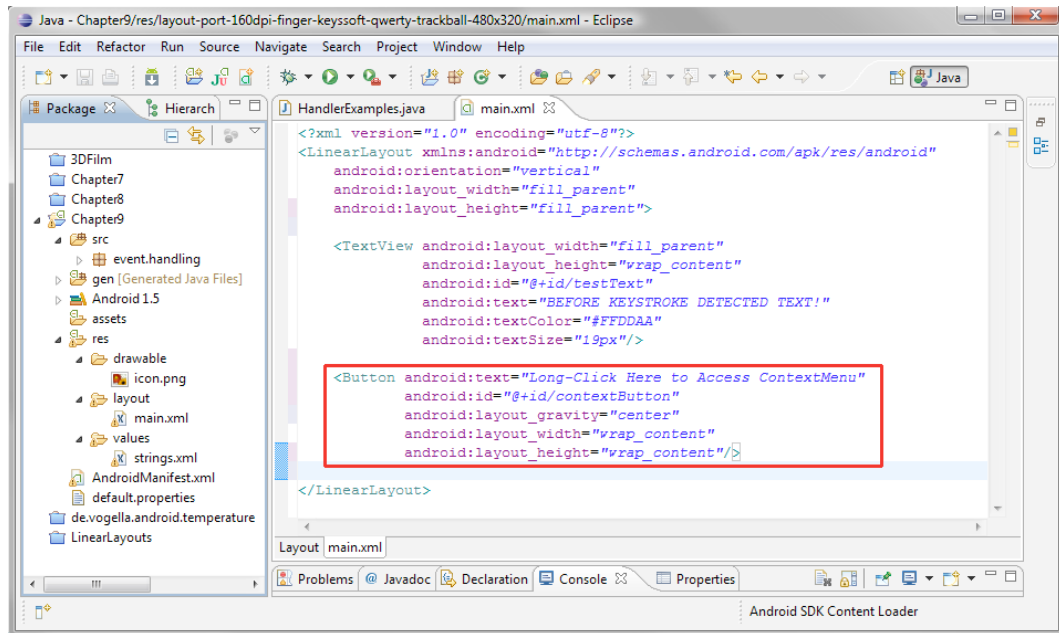 Java - Chapter9/res/layout-port-160dpi-finger-keyssoft-qwerty-trackball-480x320/main.xml - Eclipse
File Edit Refactor Run Source Navigate Search Project Window Help
Java
Package
Hierarch
HandlerExamples.java
main.xml
3DFilm
Chapter7
Chapter8
Chapter9
src
event.handling
gen [Generated Java Files]
Android 1.5
assets
res
drawable
icon.png
layout
main.xml
values
strings.xml
AndroidManifest.xml
default.properties
de.vogella.android.temperature
LinearLayouts
<?xml version="1.0" encoding="utf-8"?>
<LinearLayout xmlns:android="http://schemas.android.com/apk/res/android"
android:orientation="vertical"
android:layout_width="fill_parent"
android:layout_height="fill_parent">
<TextView android:layout_width="fill_parent"
android:layout_height="wrap_content"
android:id="@+id/testText"
android:text="BEFORE KEYSTROKE DETECTED TEXT!"
android:textColor="#FFDDAA"
android:textSize="19px"/>
<Button android:text="Long-Click Here to Access ContextMenu"
android:id="@+id/contextButton"
android:layout_gravity="center"
android:layout_width="wrap_content"
android:layout_height="wrap_content"/>
</LinearLayout>
Layout main.xml
Problems @ Javadoc Declaration Console Properties
Android SDK Content Loader